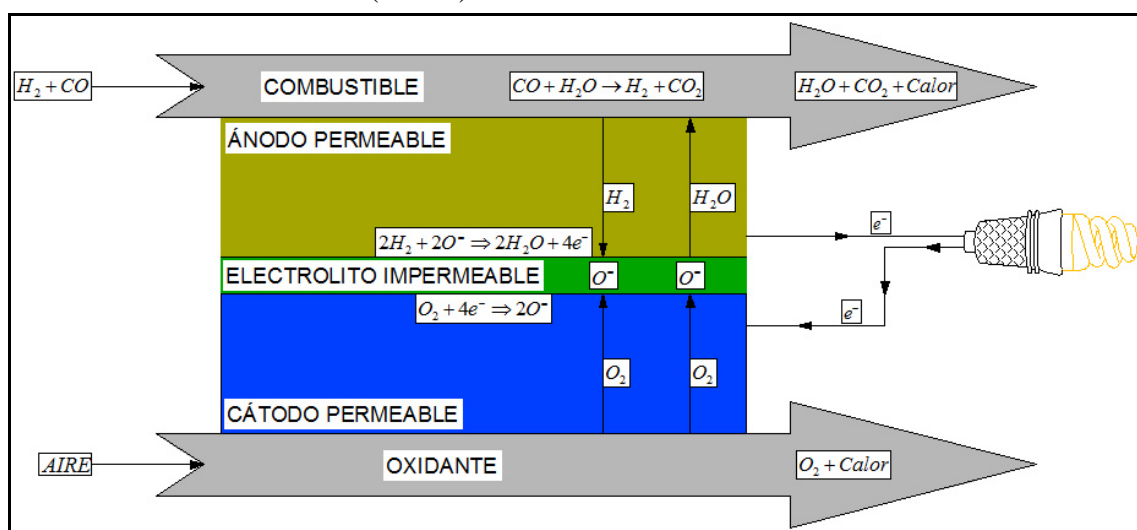 H₂ + CO
COMBUSTIBLE
CO + H₂O → H₂ + CO₂
H₂O + CO₂ + Calor
ÁNODO PERMEABLE
H₂
H₂O
e⁻
2H₂ + 2O⁻ ⇒ 2H₂O + 4e⁻
ELECTROLITO IMPERMEABLE
O⁻
O⁻
O₂ + 4e⁻ ⇒ 2O⁻
e⁻
O₂
O₂
CÁTODO PERMEABLE
AIRE
OXIDANTE
O₂ + Calor